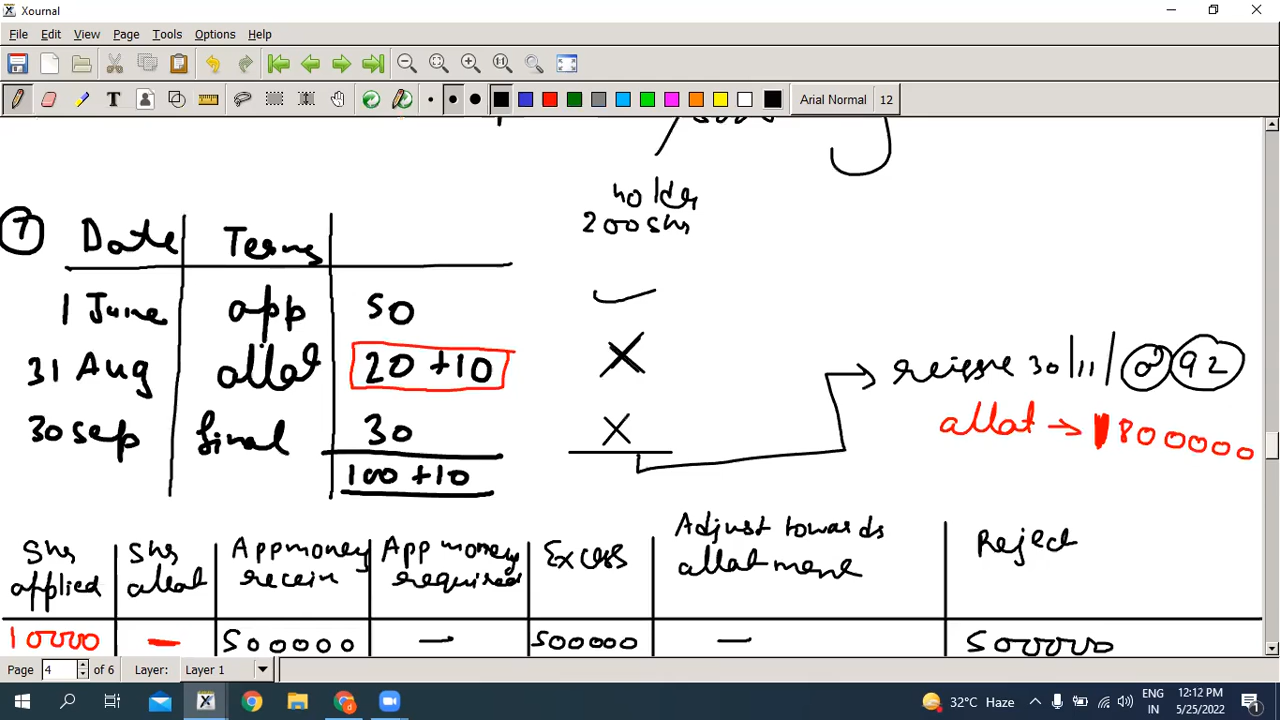 Xournal
File Edit View Page Tools Options Help
Arial Normal 12
holder
200 shs
7 Date Terms
1 June app 50
31 Aug allot 20 +10
30 sep final 30
100 +10
reissue 30/11/ @ 92
allot → 1800000
Shs applied Shs allot App money receiv App money required Excess Adjust towards allotment Reject
10000 — 500000 — 500000 — 500000
Page 4 of 6 Layer: Layer 1
32°C Haze ENG IN 12:12 PM 5/25/2022